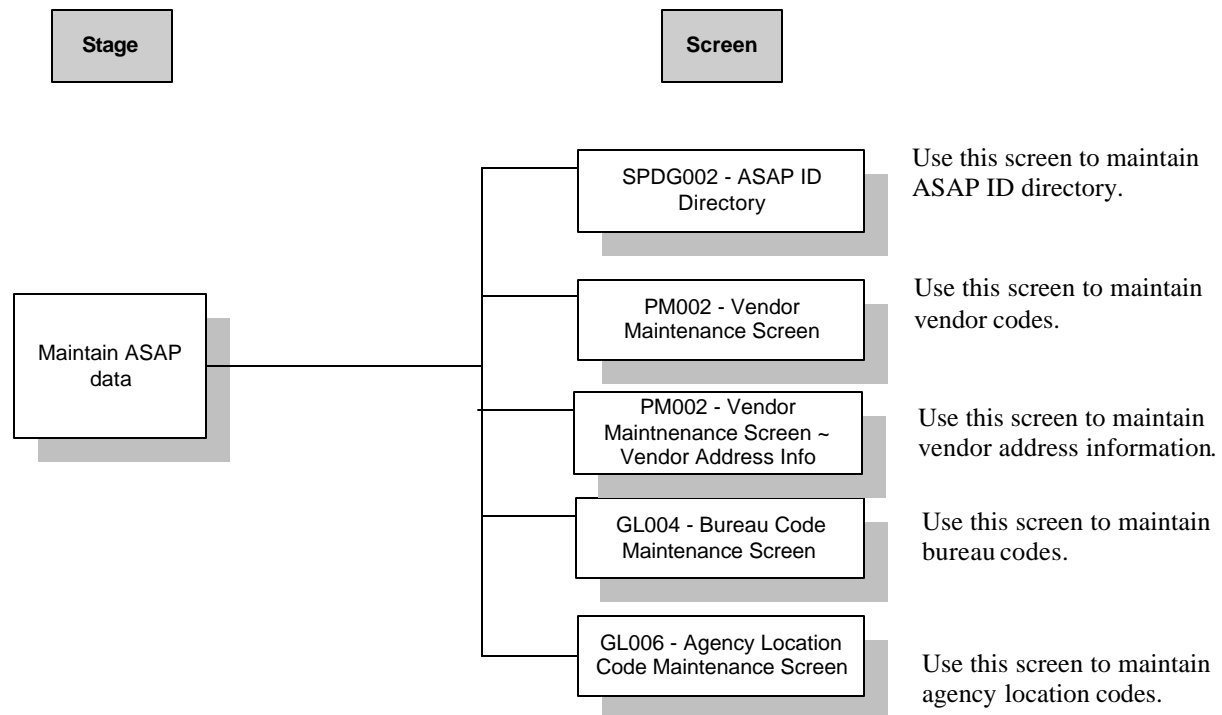 Stage
Screen
SPDG002 - ASAP ID
Directory
Use this screen to maintain
ASAP ID directory.
PM002 - Vendor
Maintenance Screen
Use this screen to maintain
vendor codes.
Maintain ASAP
data
PM002 - Vendor
Maintnenance Screen ~
Vendor Address Info
Use this screen to maintain
vendor address information.
GL004 - Bureau Code
Maintenance Screen
Use this screen to maintain
bureau codes.
GL006 - Agency Location
Code Maintenance Screen
Use this screen to maintain
agency location codes.